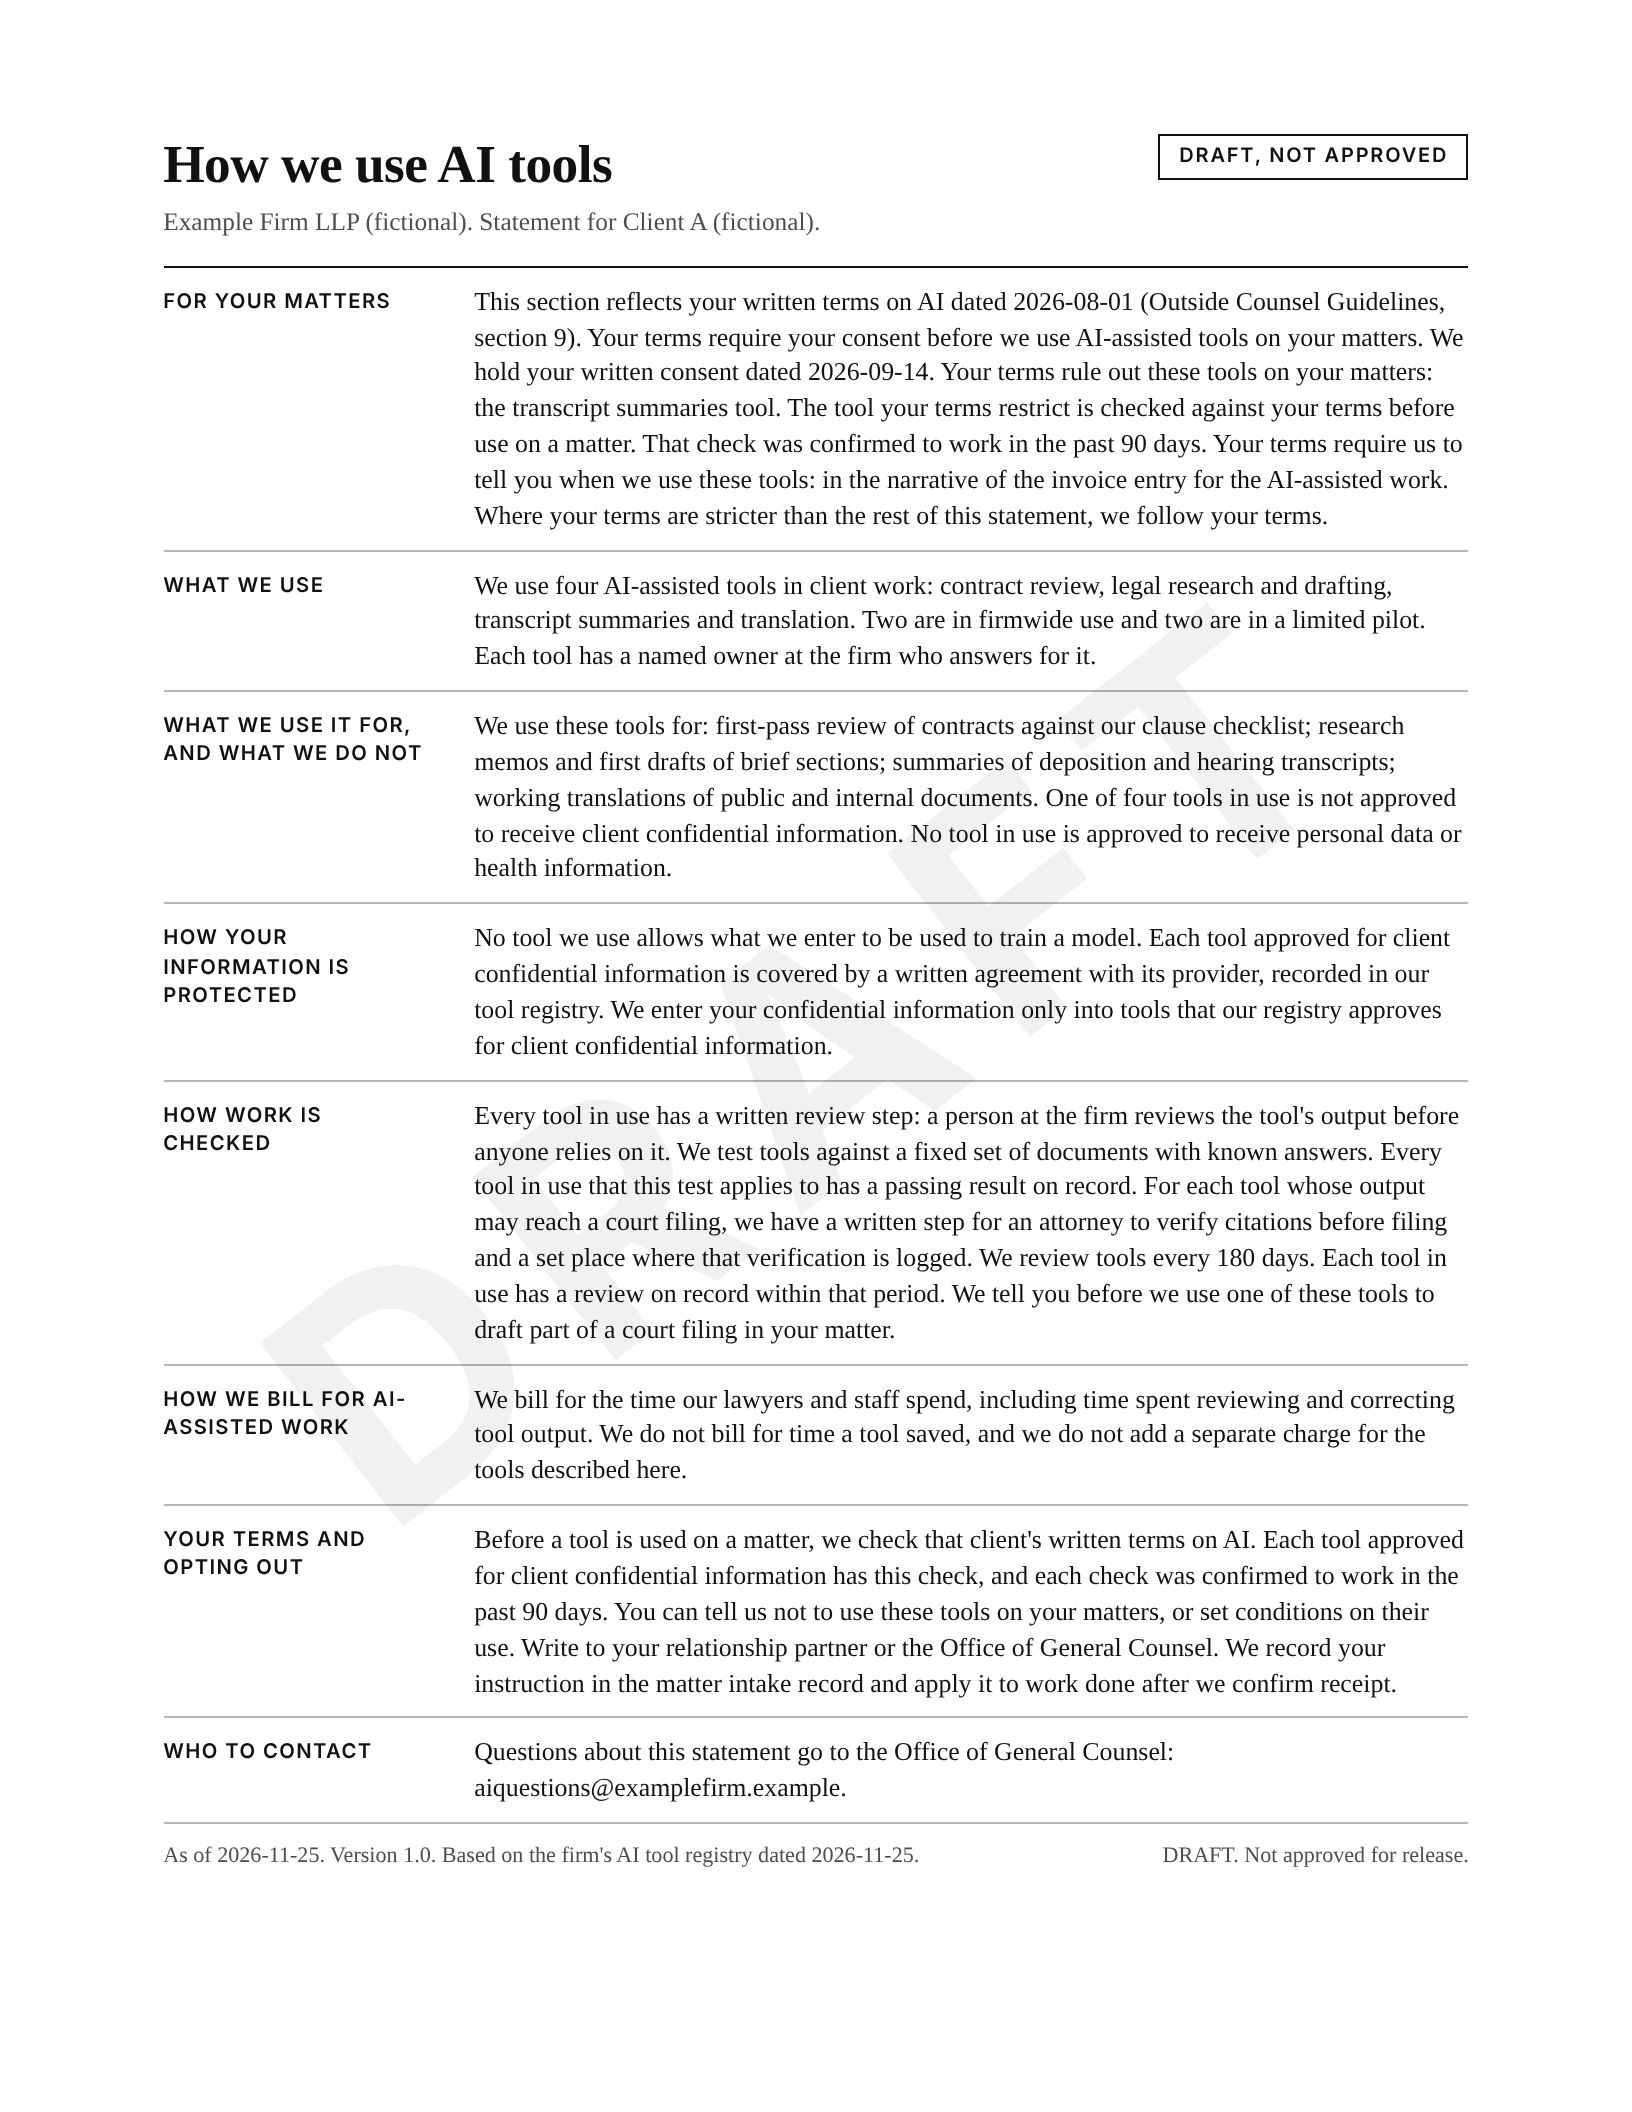 How we use AI tools
DRAFT, NOT APPROVED
Example Firm LLP (fictional). Statement for Client A (fictional).
FOR YOUR MATTERS
This section reflects your written terms on AI dated 2026-08-01 (Outside Counsel Guidelines,
section 9). Your terms require your consent before we use AI-assisted tools on your matters. We
hold your written consent dated 2026-09-14. Your terms rule out these tools on your matters:
the transcript summaries tool. The tool your terms restrict is checked against your terms before
use on a matter. That check was confirmed to work in the past 90 days. Your terms require us to
tell you when we use these tools: in the narrative of the invoice entry for the AI-assisted work.
Where your terms are stricter than the rest of this statement, we follow your terms.
WHAT WE USE
We use four AI-assisted tools in client work: contract review, legal research and drafting,
transcript summaries and translation. Two are in firmwide use and two are in a limited pilot.
Each tool has a named owner at the firm who answers for it.
WHAT WE USE IT FOR,
AND WHAT WE DO NOT
We use these tools for: first-pass review of contracts against our clause checklist; research
memos and first drafts of brief sections; summaries of deposition and hearing transcripts;
working translations of public and internal documents. One of four tools in use is not approved
to receive client confidential information. No tool in use is approved to receive personal data or
health information.
HOW YOUR
INFORMATION IS
PROTECTED
No tool we use allows what we enter to be used to train a model. Each tool approved for client
confidential information is covered by a written agreement with its provider, recorded in our
tool registry. We enter your confidential information only into tools that our registry approves
for client confidential information.
HOW WORK IS
CHECKED
Every tool in use has a written review step: a person at the firm reviews the tool's output before
anyone relies on it. We test tools against a fixed set of documents with known answers. Every
tool in use that this test applies to has a passing result on record. For each tool whose output
may reach a court filing, we have a written step for an attorney to verify citations before filing
and a set place where that verification is logged. We review tools every 180 days. Each tool in
use has a review on record within that period. We tell you before we use one of these tools to
draft part of a court filing in your matter.
HOW WE BILL FOR AI-
ASSISTED WORK
We bill for the time our lawyers and staff spend, including time spent reviewing and correcting
tool output. We do not bill for time a tool saved, and we do not add a separate charge for the
tools described here.
YOUR TERMS AND
OPTING OUT
Before a tool is used on a matter, we check that client's written terms on AI. Each tool approved
for client confidential information has this check, and each check was confirmed to work in the
past 90 days. You can tell us not to use these tools on your matters, or set conditions on their
use. Write to your relationship partner or the Office of General Counsel. We record your
instruction in the matter intake record and apply it to work done after we confirm receipt.
WHO TO CONTACT
Questions about this statement go to the Office of General Counsel:
aiquestions@examplefirm.example.
As of 2026-11-25. Version 1.0. Based on the firm's AI tool registry dated 2026-11-25.
DRAFT. Not approved for release.
DRAFT